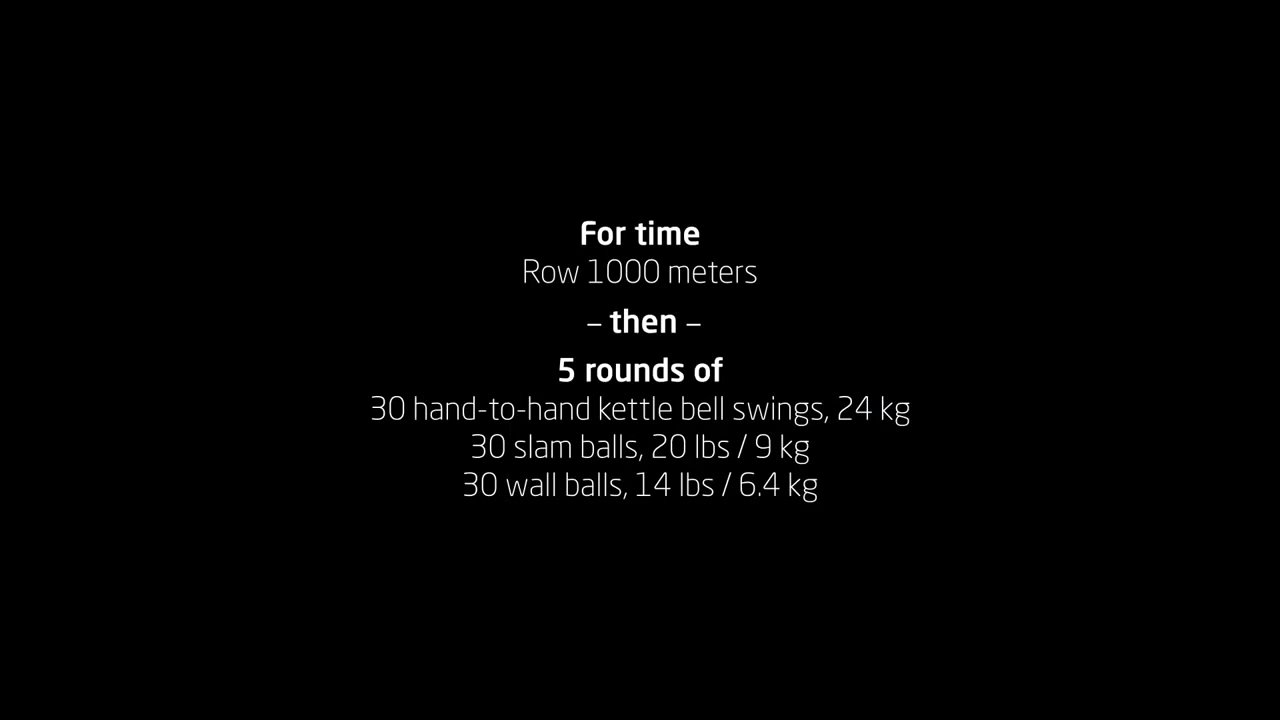 For time
Row 1000 meters
– then –
5 rounds of
30 hand-to-hand kettle bell swings, 24 kg
30 slam balls, 20 lbs / 9 kg
30 wall balls, 14 lbs / 6.4 kg